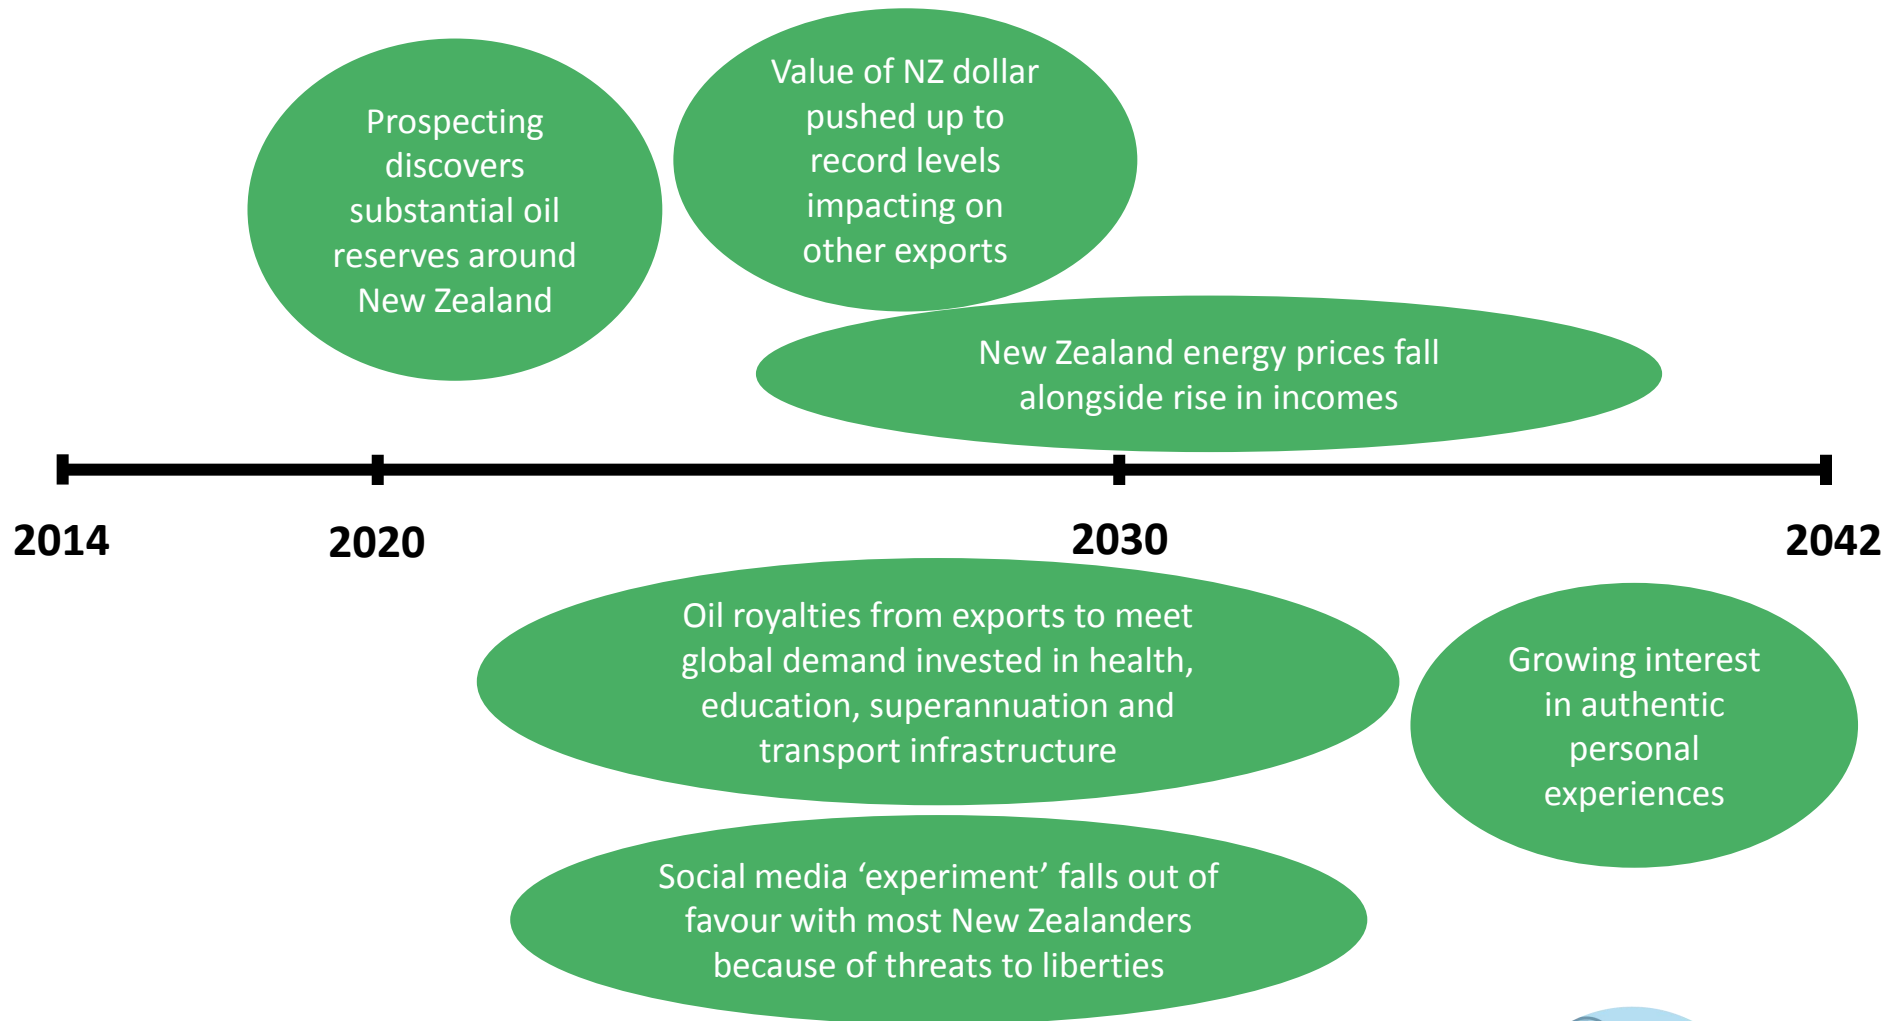 Prospecting
discovers
substantial oil
reserves around
New Zealand
Value of NZ dollar
pushed up to
record levels
impacting on
other exports
New Zealand energy prices fall
alongside rise in incomes
2014
2020
2030
2042
Oil royalties from exports to meet
global demand invested in health,
education, superannuation and
transport infrastructure
Growing interest
in authentic
personal
experiences
Social media ‘experiment’ falls out of
favour with most New Zealanders
because of threats to liberties